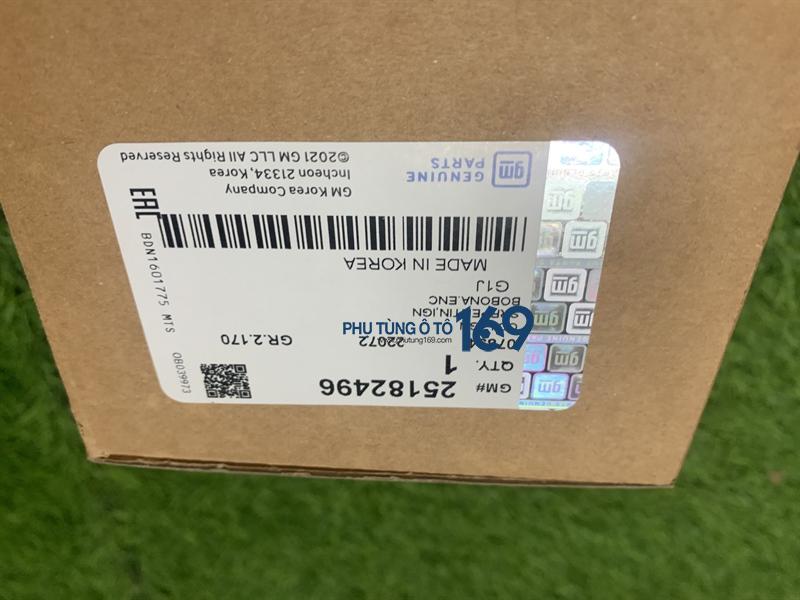 GM# 25182496
QTY. 1
GR.2.170
BOBONA.ENC
G1J
MADE IN KOREA
gm GENUINE PARTS
GM Korea Company
Incheon 21334, Korea
©2021 GM LLC All Rights Reserved
EAC
BDN1601775 MTS
OB039973
PHỤ TÙNG Ô TÔ 169